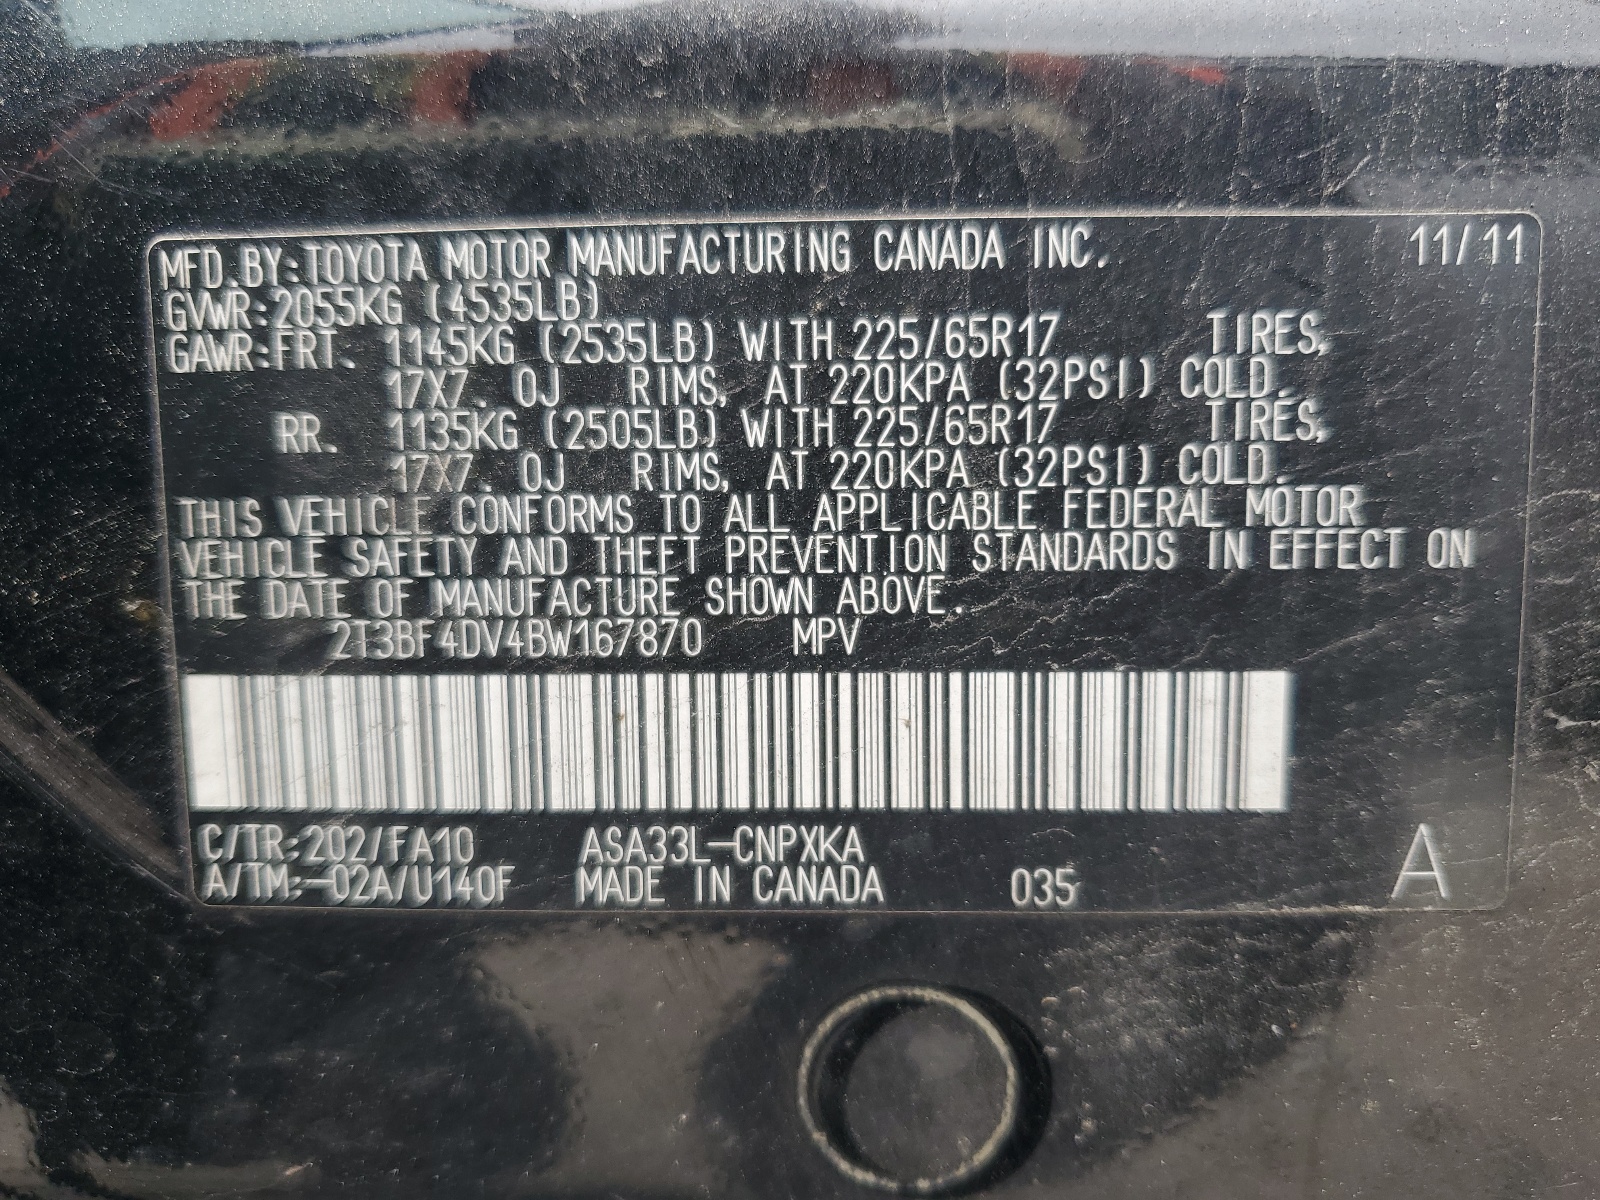 MFD.BY:TOYOTA MOTOR MANUFACTURING CANADA INC. 11/11
GVWR:2055KG (4535LB)
GAWR:FRT. 1145KG (2535LB) WITH 225/65R17 TIRES,
17X7. 0J RIMS, AT 220KPA (32PSI) COLD.
RR. 1135KG (2505LB) WITH 225/65R17 TIRES,
17X7. 0J RIMS, AT 220KPA (32PSI) COLD.
THIS VEHICLE CONFORMS TO ALL APPLICABLE FEDERAL MOTOR
VEHICLE SAFETY AND THEFT PREVENTION STANDARDS IN EFFECT ON
THE DATE OF MANUFACTURE SHOWN ABOVE.
2T3BF4DV4BW167870 MPV
C/TR:202/FA10 ASA33L-CNPXKA
A/TM:-02A/U140F MADE IN CANADA 035 A